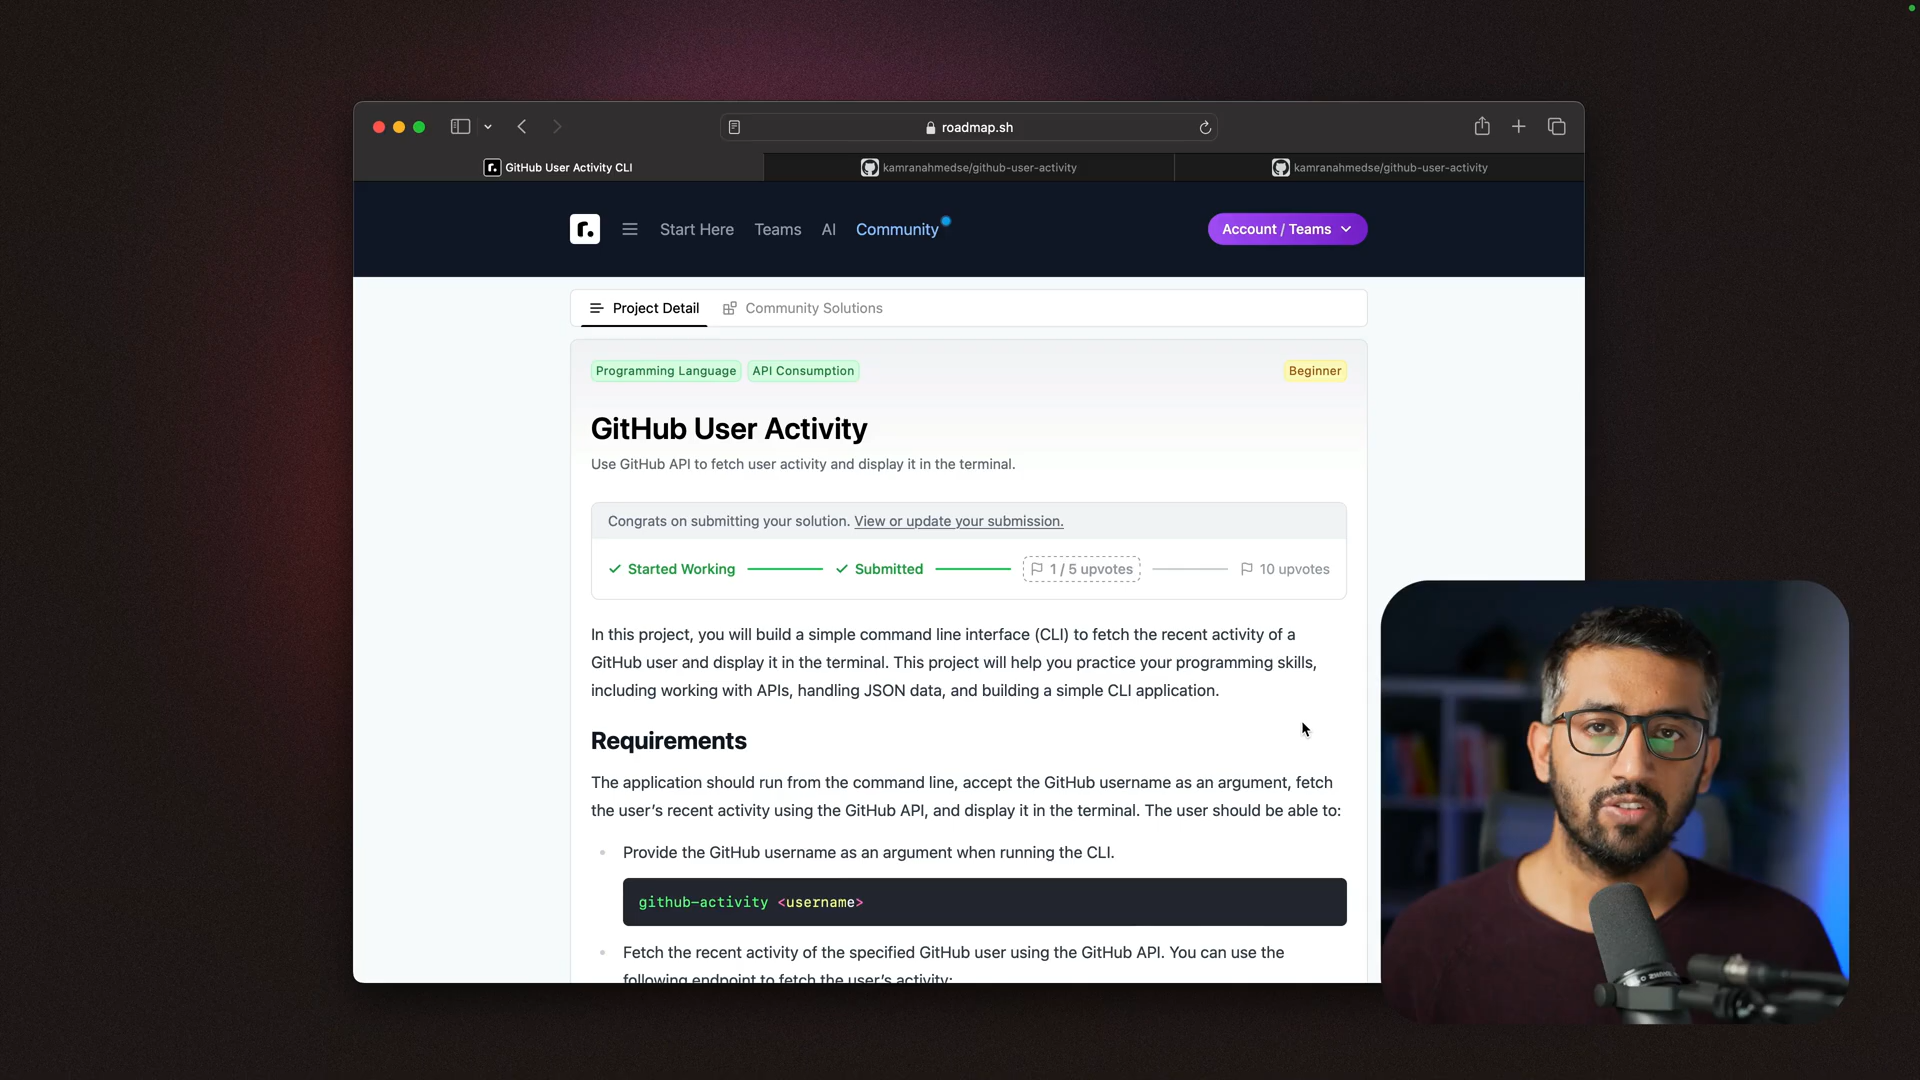 roadmap.sh
GitHub User Activity CLI
kamranahmedse/github-user-activity
kamranahmedse/github-user-activity
r.
Start Here
Teams
AI
Community
Account / Teams
Project Detail
Community Solutions
Programming Language
API Consumption
Beginner
GitHub User Activity
Use GitHub API to fetch user activity and display it in the terminal.
Congrats on submitting your solution. View or update your submission.
Started Working
Submitted
1 / 5 upvotes
10 upvotes
In this project, you will build a simple command line interface (CLI) to fetch the recent activity of a
GitHub user and display it in the terminal. This project will help you practice your programming skills,
including working with APIs, handling JSON data, and building a simple CLI application.
Requirements
The application should run from the command line, accept the GitHub username as an argument, fetch
the user’s recent activity using the GitHub API, and display it in the terminal. The user should be able to:
Provide the GitHub username as an argument when running the CLI.
github-activity <username>
Fetch the recent activity of the specified GitHub user using the GitHub API. You can use the
following endpoint to fetch the user’s activity: